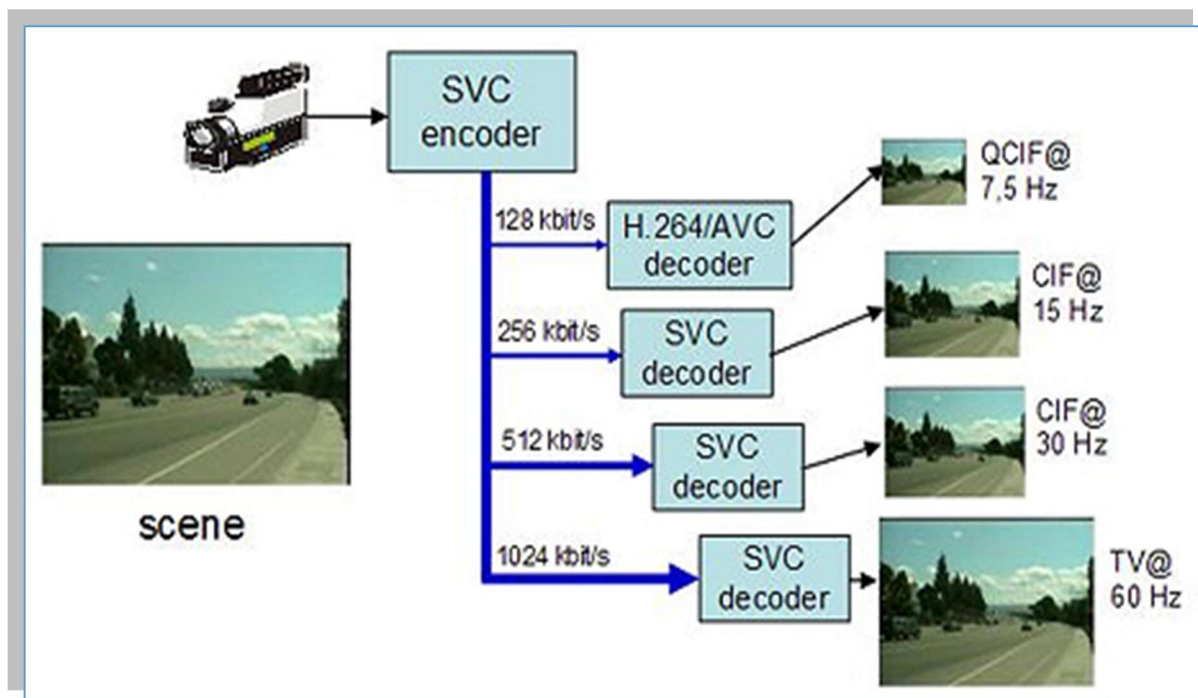 SVC
encoder
128 kbit/s
H.264/AVC
decoder
QCIF@
7,5 Hz
256 kbit/s
SVC
decoder
CIF@
15 Hz
512 kbit/s
SVC
decoder
CIF@
30 Hz
scene
1024 kbit/s
SVC
decoder
TV@
60 Hz